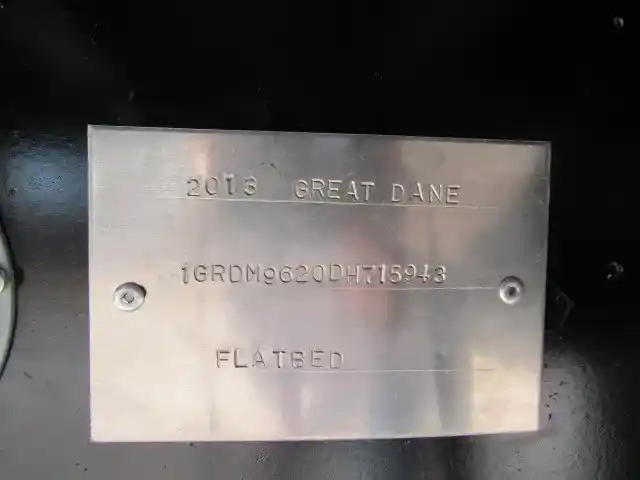 2013 GREAT DANE
1GRDM9620DH715943
FLATBED